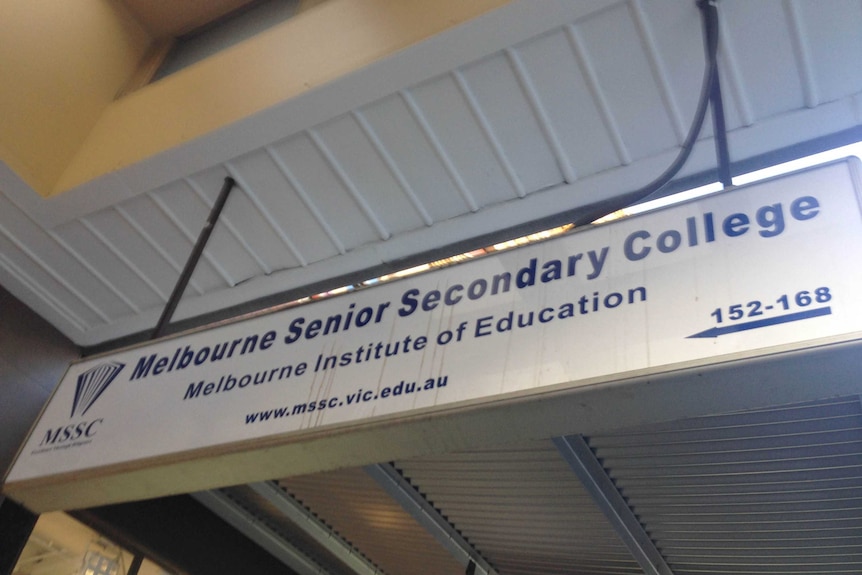 Melbourne Senior Secondary College
Melbourne Institute of Education
www.mssc.vic.edu.au
152-168
MSSC